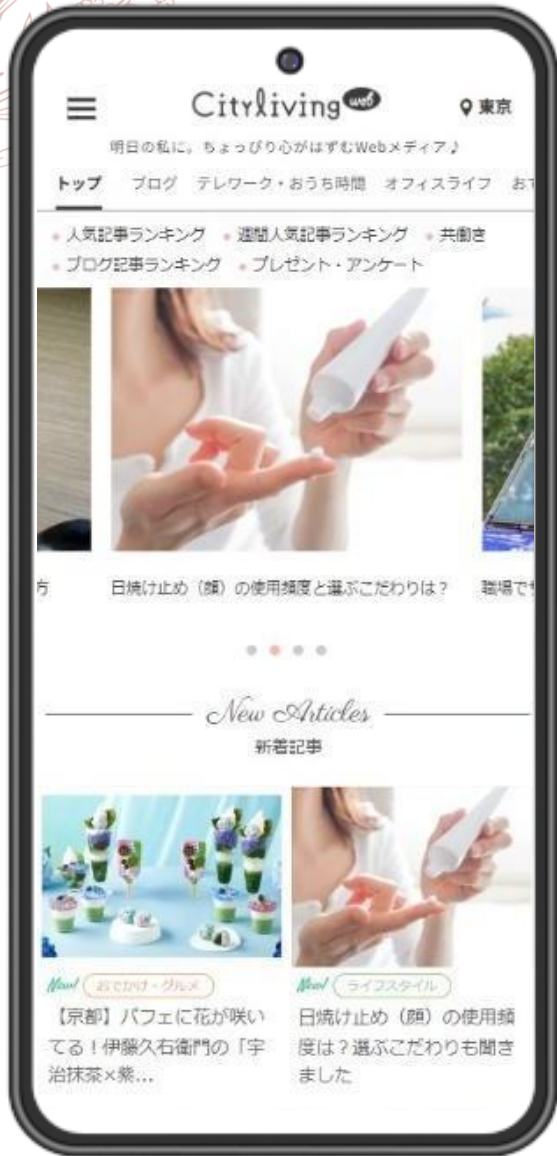 Cityliving web
東京
明日の私に。ちょっぴり心がはずむWebメディア♪
トップ ブログ テレワーク・おうち時間 オフィスライフ おで
人気記事ランキング 週間人気記事ランキング 共働き
ブログ記事ランキング プレゼント・アンケート
方 日焼け止め（顔）の使用頻度と選ぶこだわりは？ 職場で
New Articles
新着記事
New! おでかけ・グルメ
【京都】パフェに花が咲い
てる！伊藤久右衛門の「宇
治抹茶×紫...
New! ライフスタイル
日焼け止め（顔）の使用頻
度は？選ぶこだわりも聞き
ました